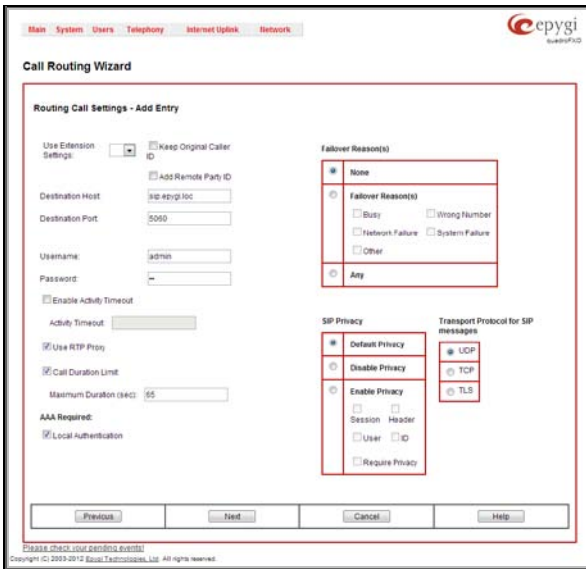 Main System Users Telephony Internet Uplink Network
epygi
quadroFXO
Call Routing Wizard
Routing Call Settings - Add Entry
Use Extension Settings:
Keep Original Caller ID
Add Remote Party ID
Destination Host: sip.epygi.loc
Destination Port: 5060
Username: admin
Password: ••
Enable Activity Timeout
Activity Timeout:
Use RTP Proxy
Call Duration Limit
Maximum Duration (sec): 65
AAA Required:
Local Authentication
Failover Reason(s)
None
Failover Reason(s)
Busy Wrong Number
Network Failure System Failure
Other
Any
SIP Privacy
Default Privacy
Disable Privacy
Enable Privacy
Session Header
User ID
Require Privacy
Transport Protocol for SIP messages
UDP
TCP
TLS
Previous Next Cancel Help
Please check your pending events!
Copyright (C) 2003-2012 Epygi Technologies, Ltd. All rights reserved.